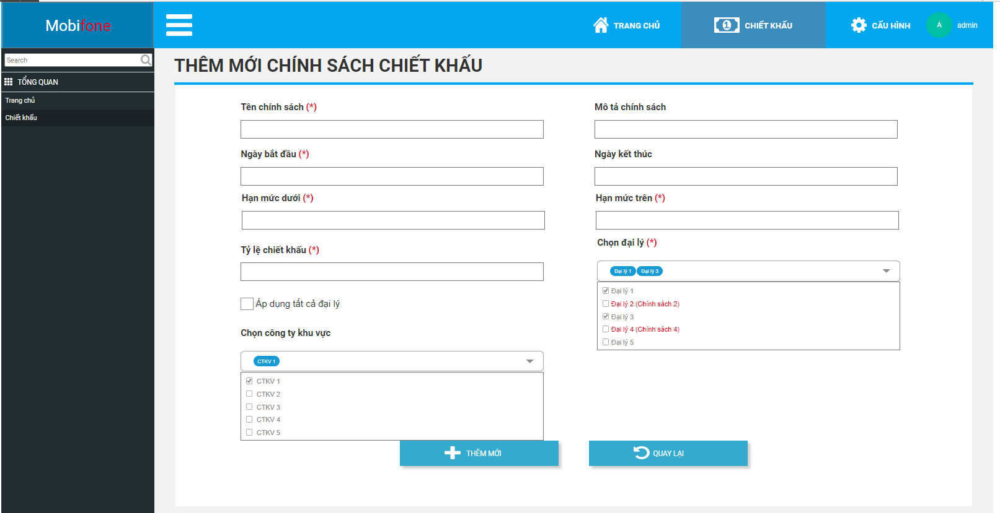 Mobifone
TRANG CHỦ
CHIẾT KHẤU
CẤU HÌNH
A
admin
Search
TỔNG QUAN
Trang chủ
Chiết khấu
THÊM MỚI CHÍNH SÁCH CHIẾT KHẤU
Tên chính sách (*)
Mô tả chính sách
Ngày bắt đầu (*)
Ngày kết thúc
Hạn mức dưới (*)
Hạn mức trên (*)
Tỷ lệ chiết khấu (*)
Chọn đại lý (*)
Đại lý 1
Đại lý 3
Đại lý 1
Đại lý 2 (Chính sách 2)
Đại lý 3
Đại lý 4 (Chính sách 4)
Đại lý 5
Áp dụng tất cả đại lý
Chọn công ty khu vực
CTKV 1
CTKV 1
CTKV 2
CTKV 3
CTKV 4
CTKV 5
THÊM MỚI
QUAY LẠI